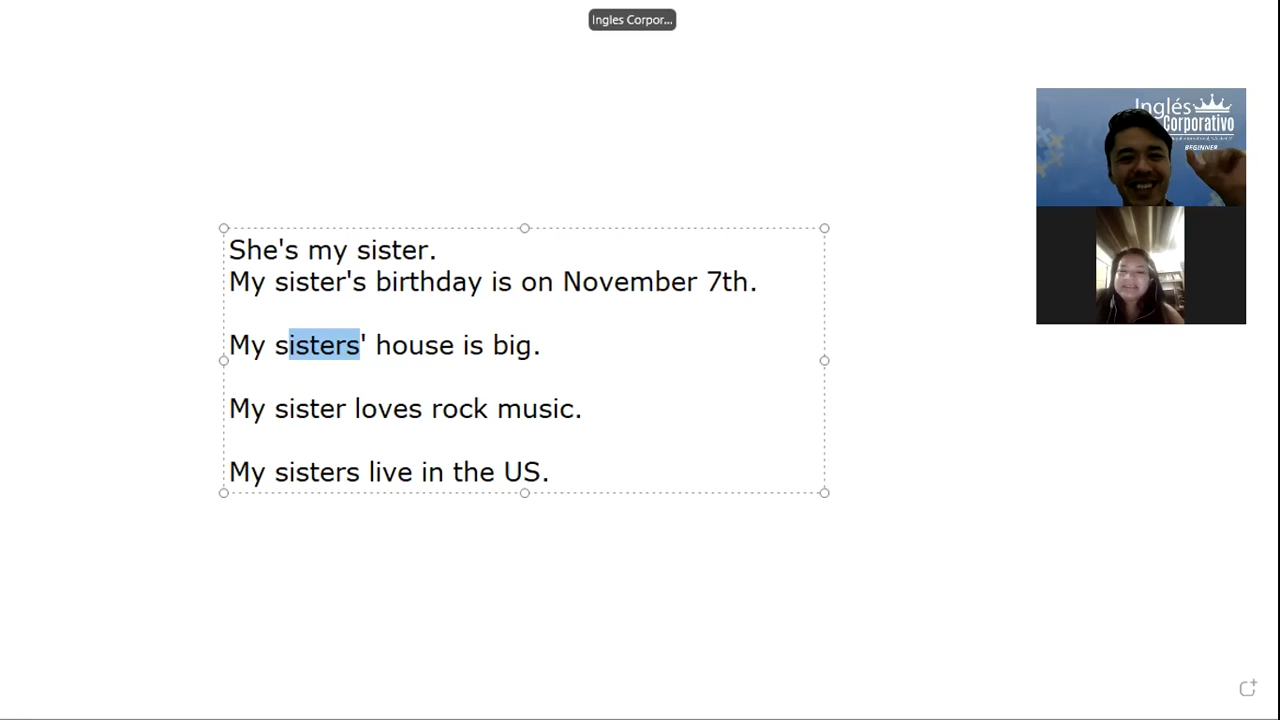 Ingles Corpor...
Inglés
Corporativo
BEGINNER
She's my sister.
My sister's birthday is on November 7th.
My sisters' house is big.
My sister loves rock music.
My sisters live in the US.